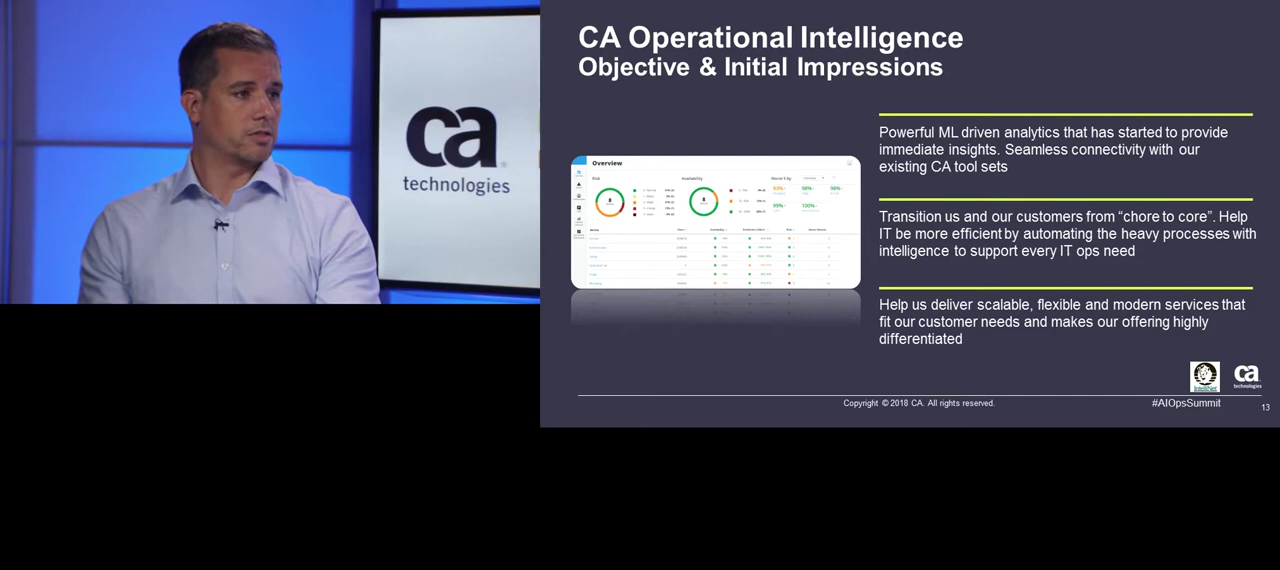 ca
technologies
CA Operational Intelligence
Objective & Initial Impressions
Overview
Risk
Availability
Powerful ML driven analytics that has started to provide
immediate insights. Seamless connectivity with our
existing CA tool sets
Transition us and our customers from “chore to core”. Help
IT be more efficient by automating the heavy processes with
intelligence to support every IT ops need
Help us deliver scalable, flexible and modern services that
fit our customer needs and makes our offering highly
differentiated
IntelliNet
ca
technologies
Copyright © 2018 CA. All rights reserved.
#AIOpsSummit
13